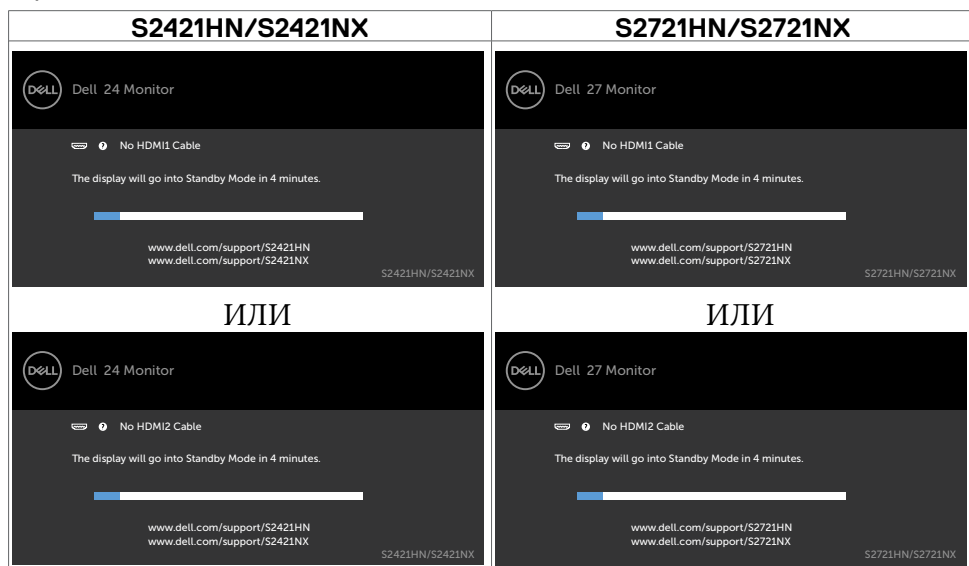 S2421HN/S2421NX
S2721HN/S2721NX
DELL Dell 24 Monitor
No HDMI1 Cable
The display will go into Standby Mode in 4 minutes.
www.dell.com/support/S2421HN
www.dell.com/support/S2421NX
S2421HN/S2421NX
DELL Dell 27 Monitor
No HDMI1 Cable
The display will go into Standby Mode in 4 minutes.
www.dell.com/support/S2721HN
www.dell.com/support/S2721NX
S2721HN/S2721NX
ИЛИ
ИЛИ
DELL Dell 24 Monitor
No HDMI2 Cable
The display will go into Standby Mode in 4 minutes.
www.dell.com/support/S2421HN
www.dell.com/support/S2421NX
S2421HN/S2421NX
DELL Dell 27 Monitor
No HDMI2 Cable
The display will go into Standby Mode in 4 minutes.
www.dell.com/support/S2721HN
www.dell.com/support/S2721NX
S2721HN/S2721NX